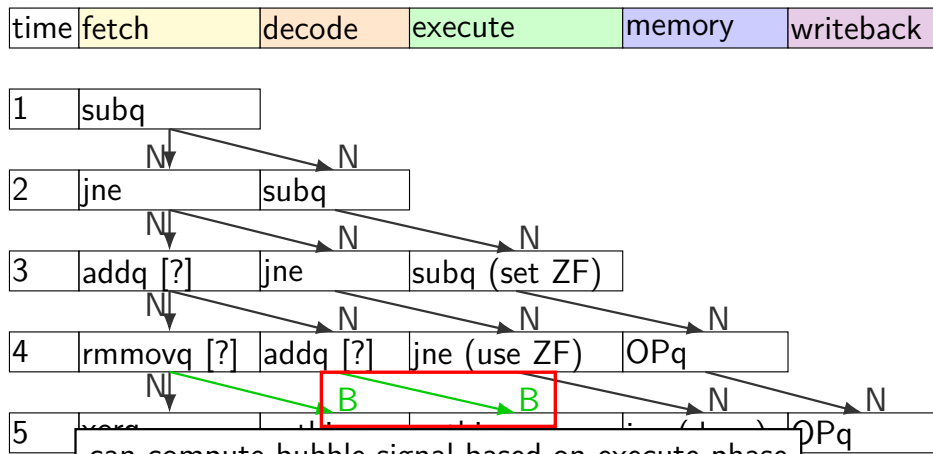 time fetch decode execute memory writeback
1 subq
N N
2 jne subq
N N N
3 addq [?] jne subq (set ZF)
N N N N
4 rmmovq [?] addq [?] jne (use ZF) OPq
N B B N N
5 OPq
can compute bubble signal based on execute phase